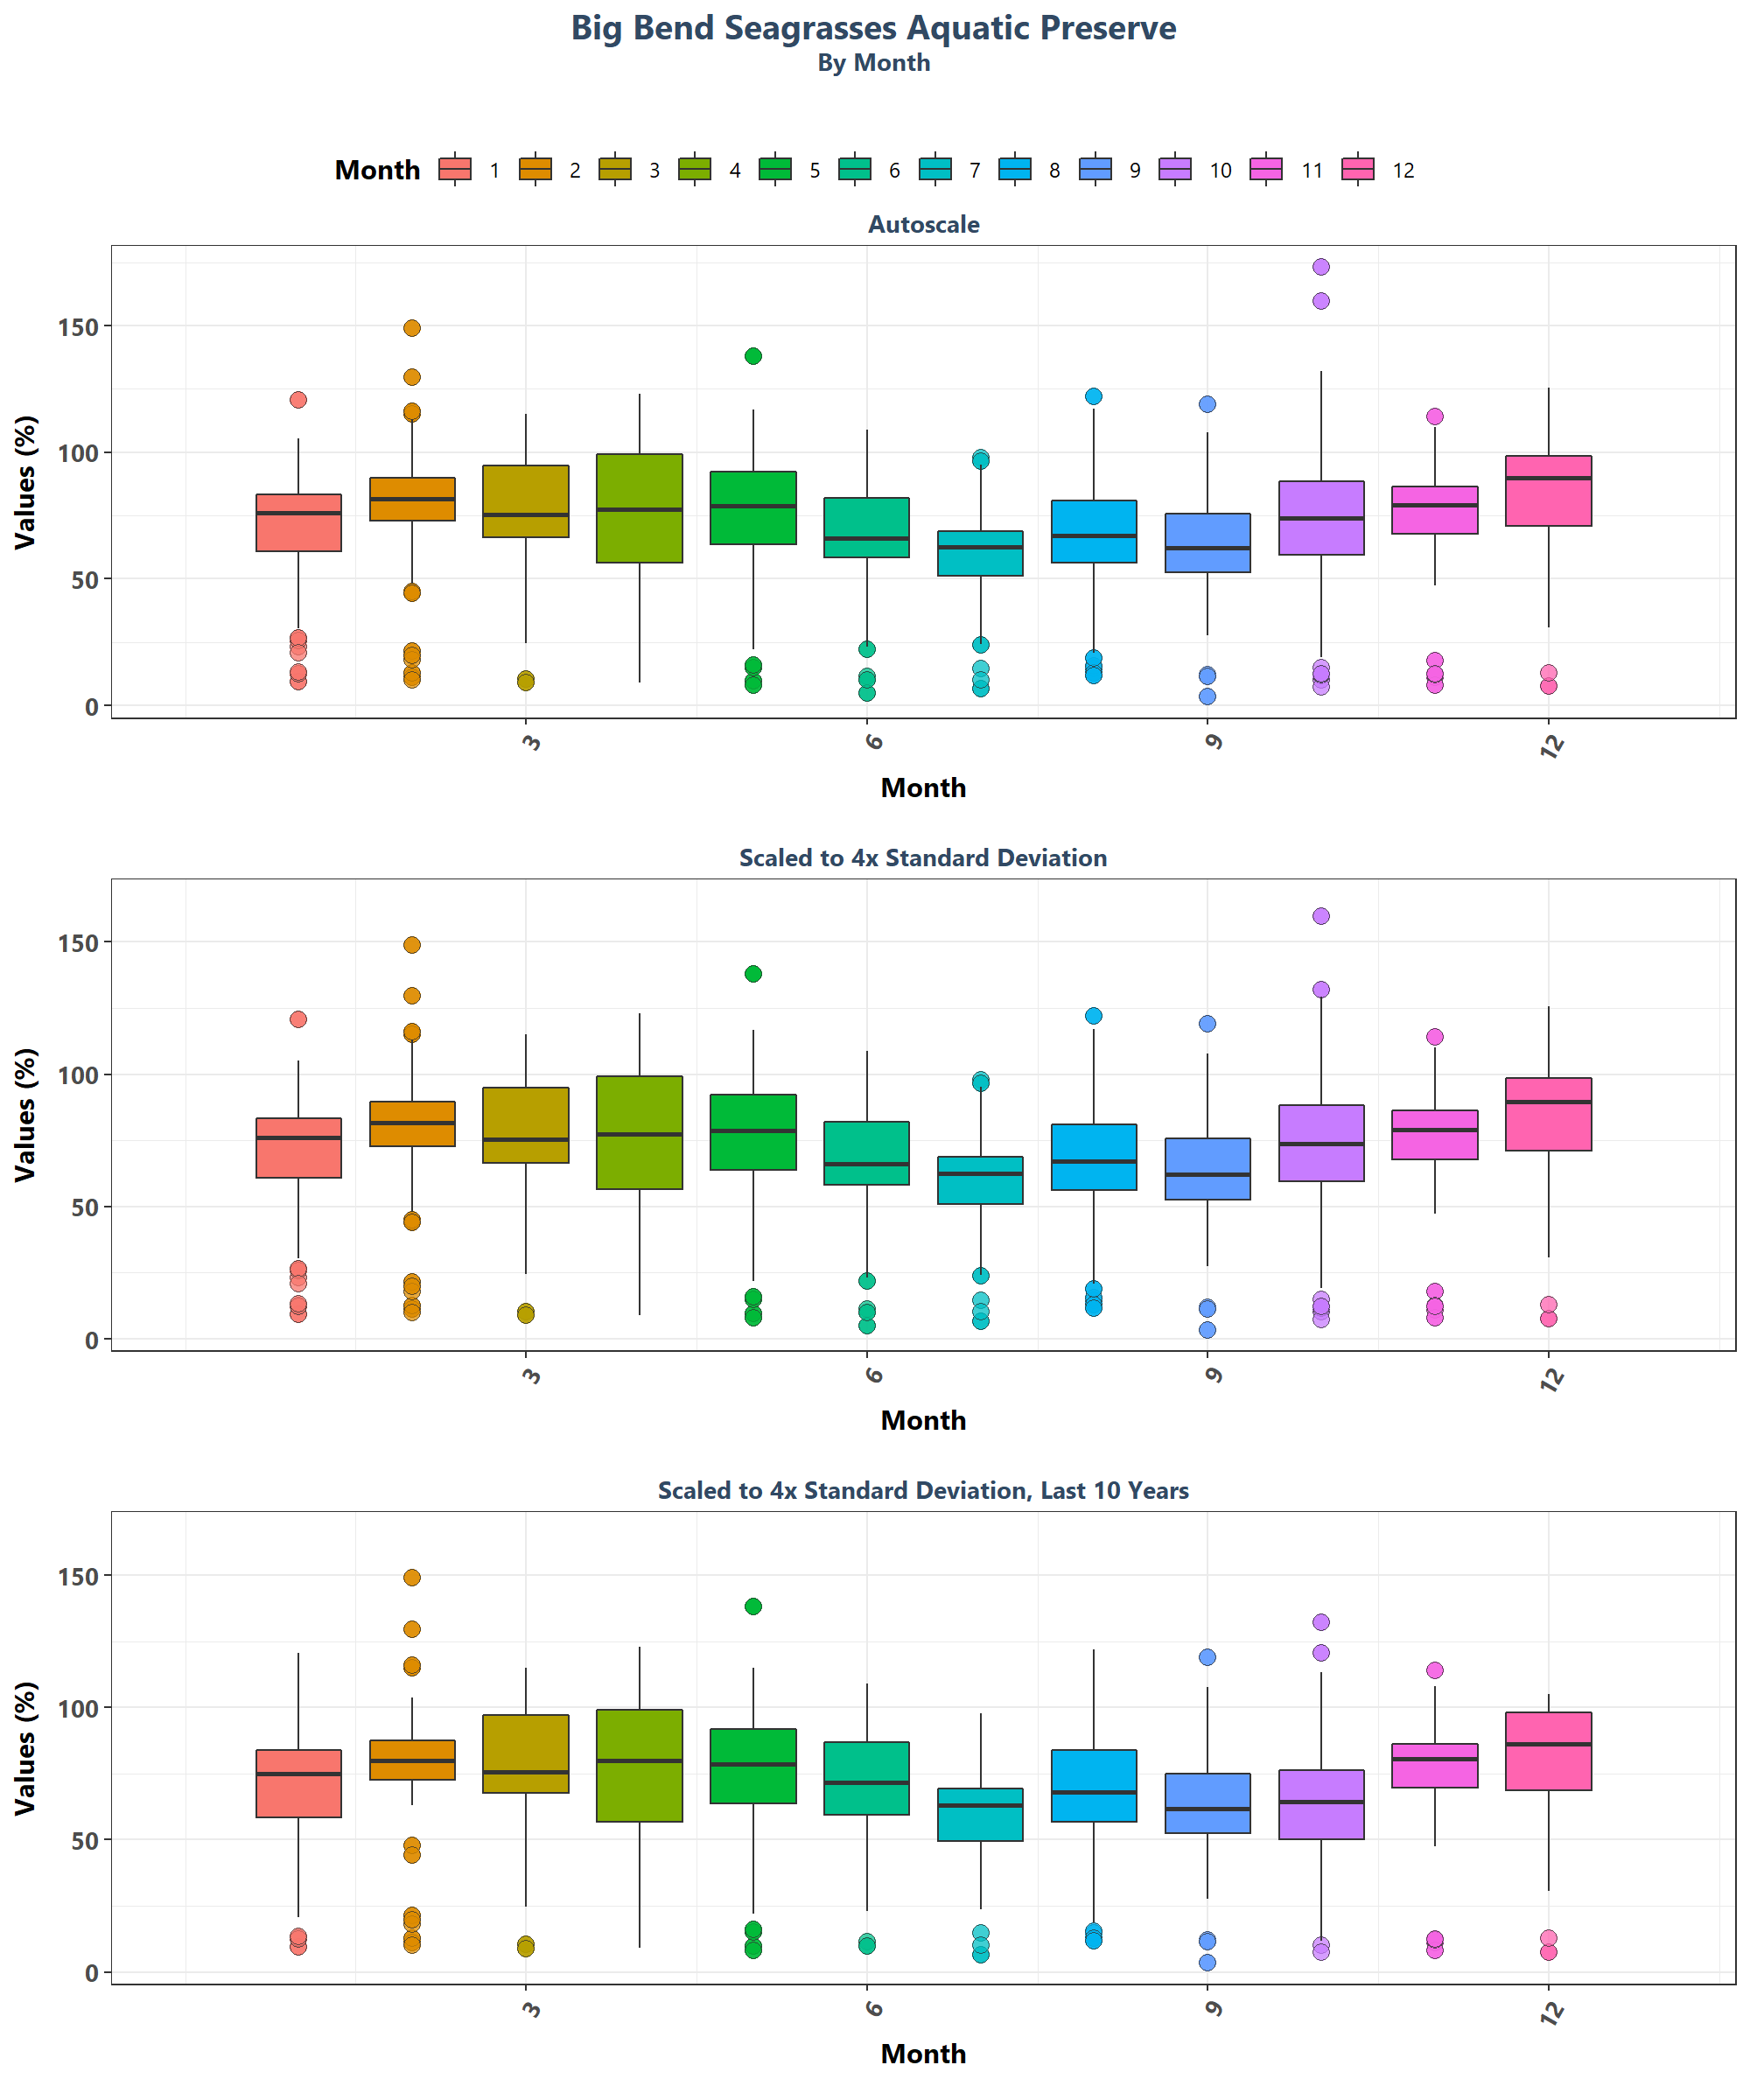 Big Bend Seagrasses Aquatic Preserve
By Month
Month 1 2 3 4 5 6 7 8 9 10 11 12
Autoscale
Values (%)
150
100
50
0
3 6 9 12
Month
Scaled to 4x Standard Deviation
Values (%)
150
100
50
0
3 6 9 12
Month
Scaled to 4x Standard Deviation, Last 10 Years
Values (%)
150
100
50
0
3 6 9 12
Month